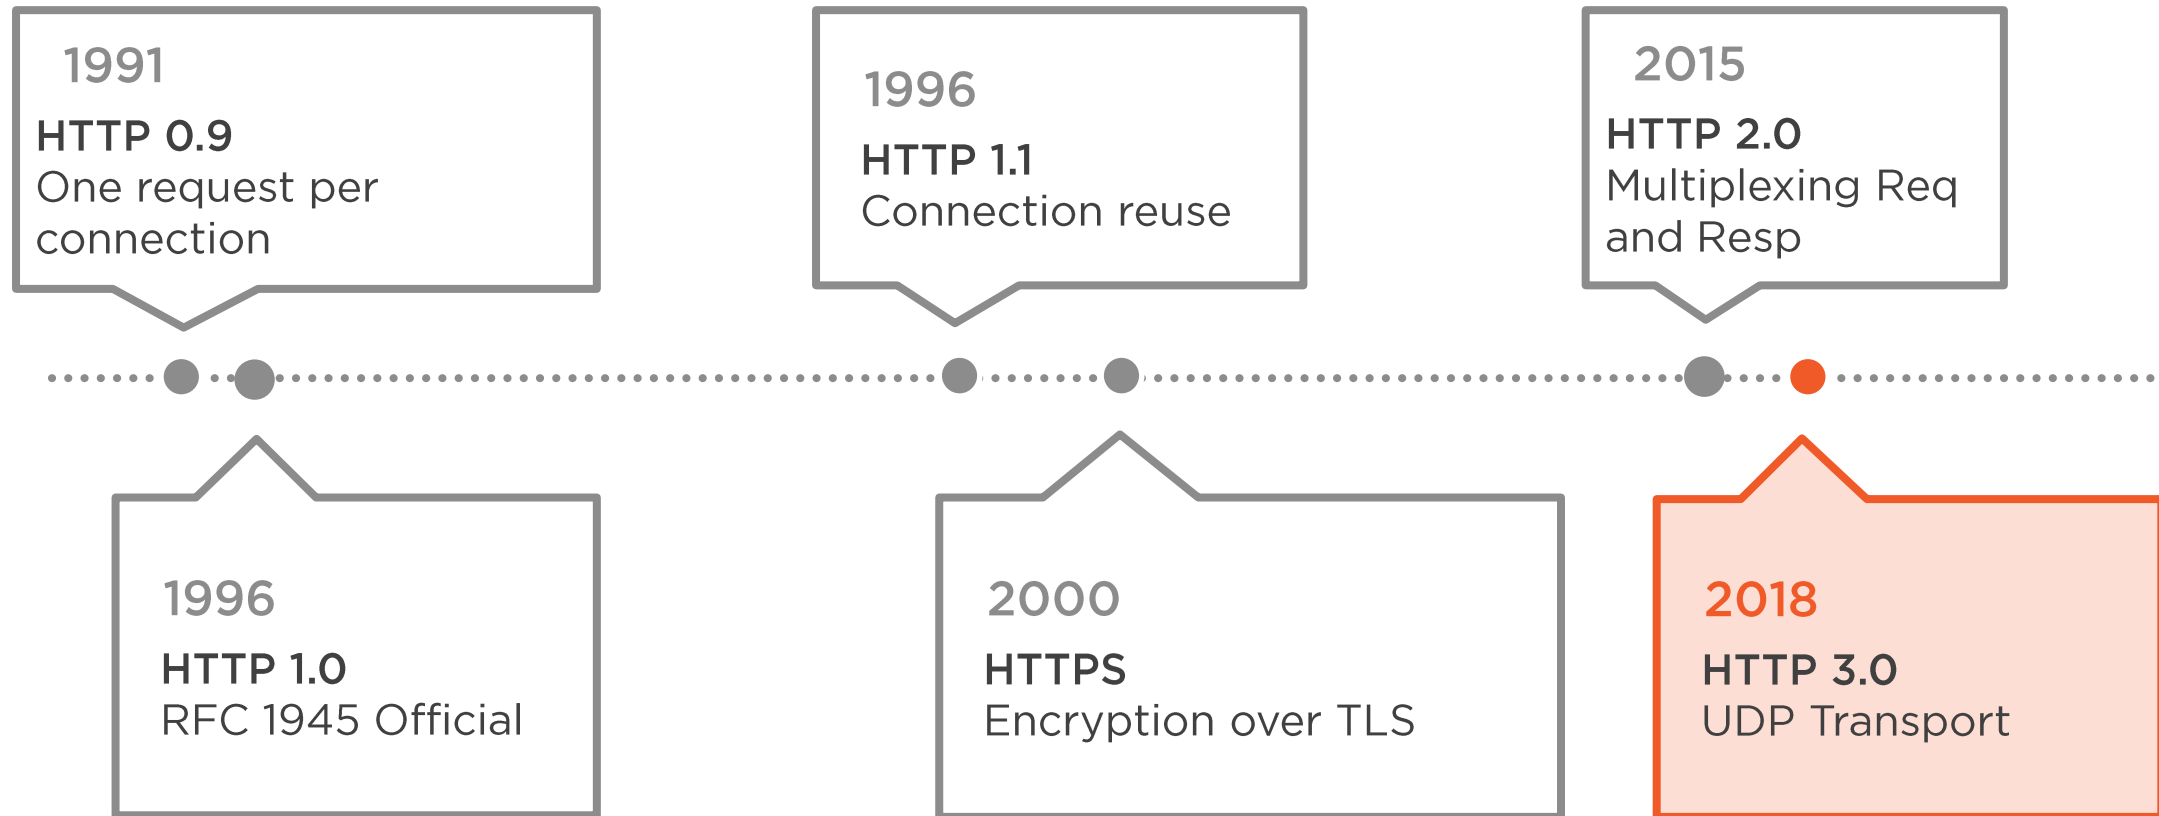 1991
HTTP 0.9
One request per
connection
1996
HTTP 1.1
Connection reuse
2015
HTTP 2.0
Multiplexing Req
and Resp
1996
HTTP 1.0
RFC 1945 Official
2000
HTTPS
Encryption over TLS
2018
HTTP 3.0
UDP Transport